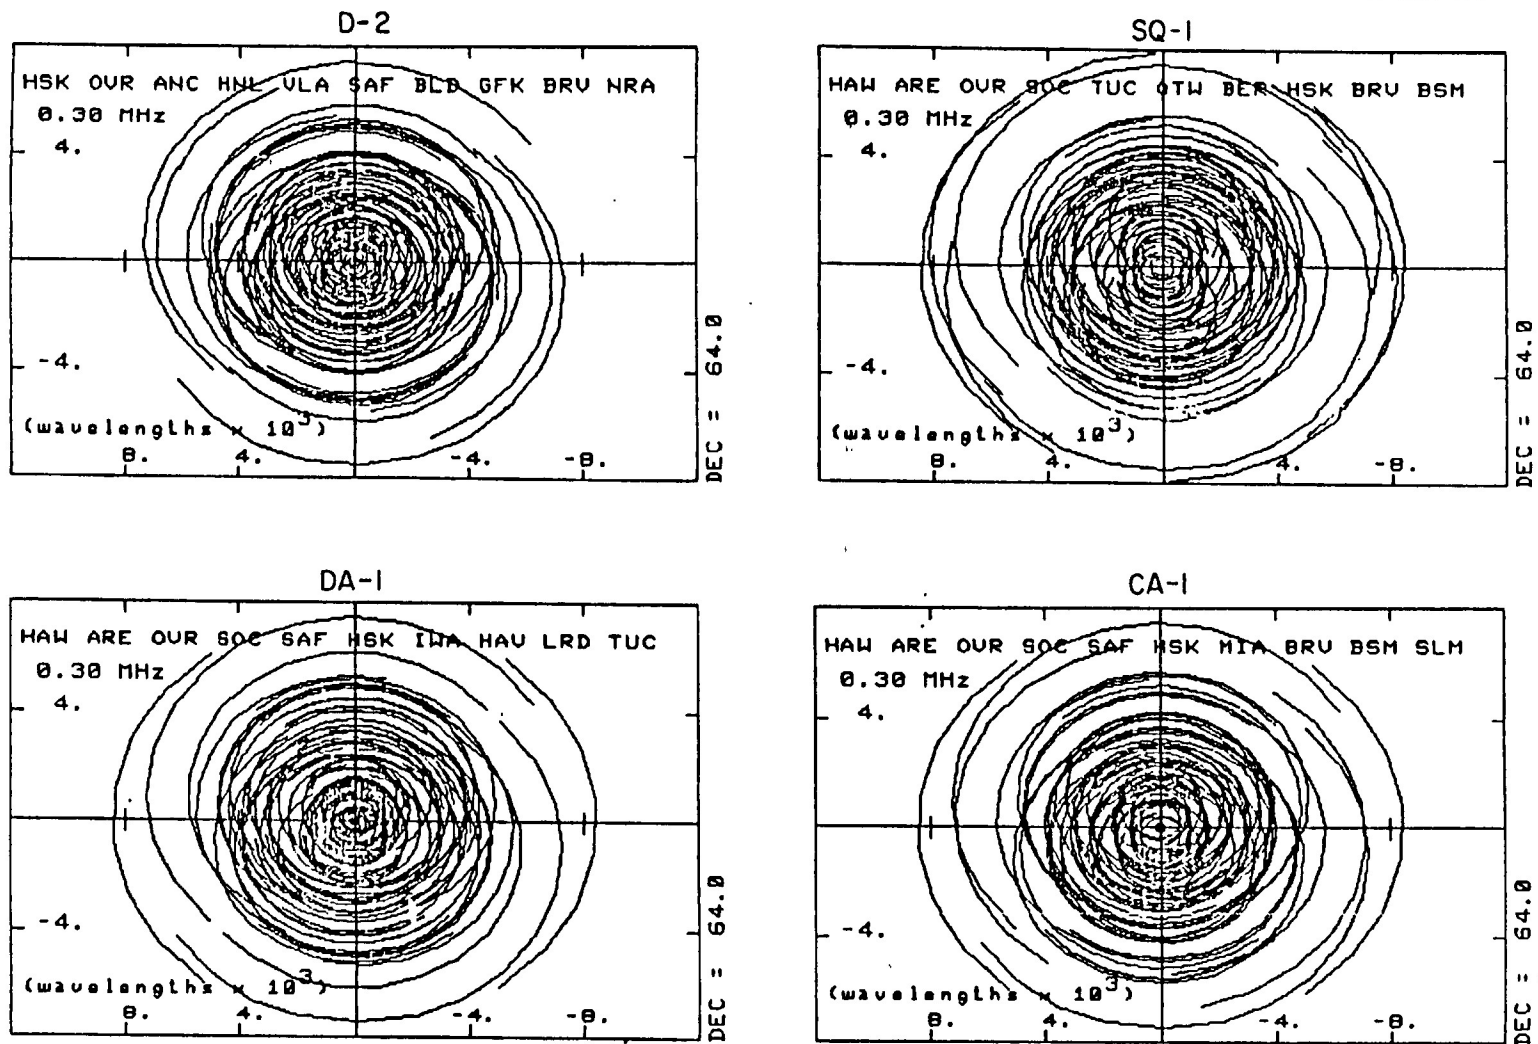 D-2
HSK OVR ANC HNL VLA SAF BLD GFK BRV NRA
0.30 MHz
4.
-4.
(wavelengths x 10³)
8. 4. -4. -8.
DEC = 64.0
SQ-1
HAW ARE OVR SOC TUC OTW BER HSK BRV BSM
0.30 MHz
4.
-4.
(wavelengths x 10³)
8. 4. 4. -8.
DEC = 64.0
DA-1
HAW ARE OVR SOC SAF HSK IWA HAV LRD TUC
0.30 MHz
4.
-4.
(wavelengths x 10³)
8. 4. -4. -8.
DEC = 64.0
CA-1
HAW ARE OVR SOC SAF HSK MIA BRV BSM SLM
0.30 MHz
4.
-4.
(wavelengths x 10³)
8. 4. -4. -8.
DEC = 64.0